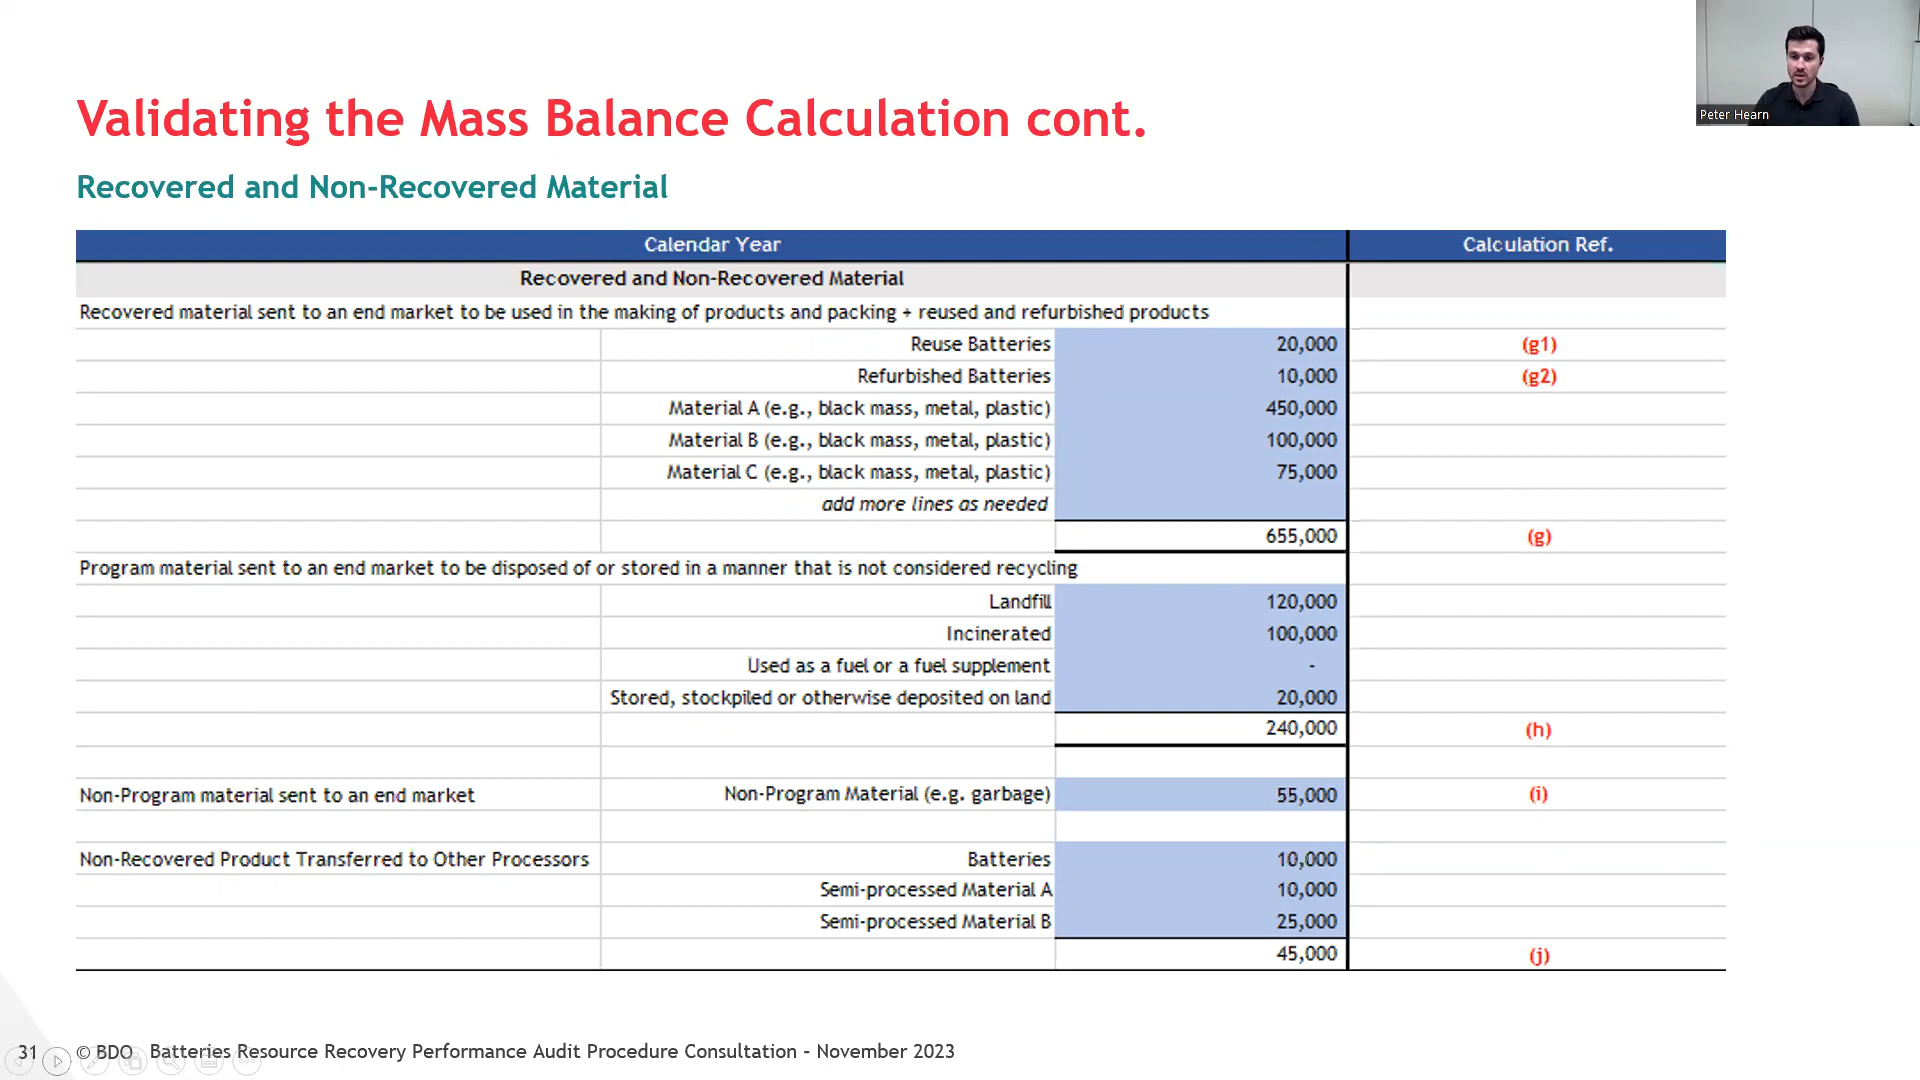 Peter Hearn
Validating the Mass Balance Calculation cont.
Recovered and Non-Recovered Material
Calendar Year Calculation Ref.
Recovered and Non-Recovered Material
Recovered material sent to an end market to be used in the making of products and packing + reused and refurbished products
Reuse Batteries 20,000 (g1)
Refurbished Batteries 10,000 (g2)
Material A (e.g., black mass, metal, plastic) 450,000
Material B (e.g., black mass, metal, plastic) 100,000
Material C (e.g., black mass, metal, plastic) 75,000
add more lines as needed
655,000 (g)
Program material sent to an end market to be disposed of or stored in a manner that is not considered recycling
Landfill 120,000
Incinerated 100,000
Used as a fuel or a fuel supplement -
Stored, stockpiled or otherwise deposited on land 20,000
240,000 (h)
Non-Program material sent to an end market Non-Program Material (e.g. garbage) 55,000 (i)
Non-Recovered Product Transferred to Other Processors Batteries 10,000
Semi-processed Material A 10,000
Semi-processed Material B 25,000
45,000 (j)
31 © BDO Batteries Resource Recovery Performance Audit Procedure Consultation - November 2023